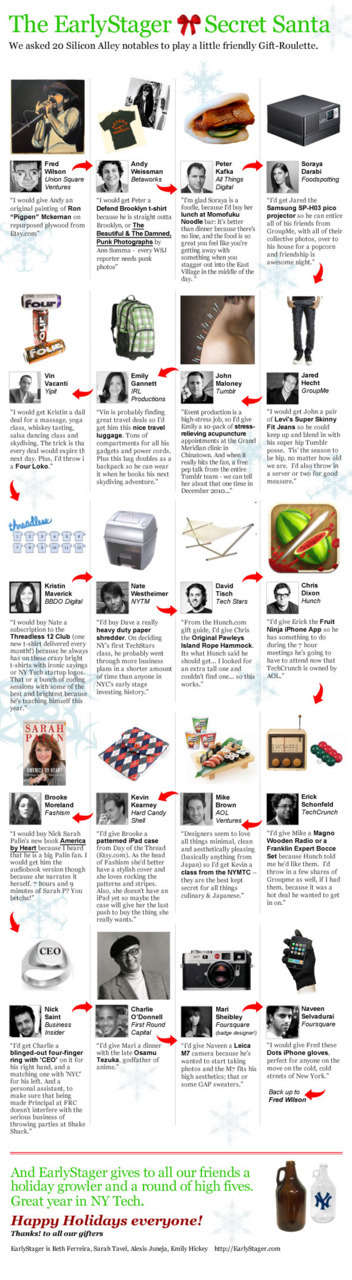 The EarlyStager Secret Santa
We asked 20 Silicon Alley notables to play a little friendly Gift-Roulette.
Fred
Wilson
Union Square
Ventures
"I would give Andy an
original painting of Ron
"Pigpen" Mckernan on
repurposed plywood from
Etsy.com"
Andy
Weissman
Betaworks
"I would get Peter a
Defend Brooklyn t-shirt
because he is straight outta
Brooklyn, or The
Beautiful & The Damned,
Punk Photographs by
Ann Summa – every WSJ
reporter needs punk
photos"
Peter
Kafka
All Things
Digital
"I'm glad Soraya is a
foodie, because I'd buy her
lunch at Momofuku
Noodle bar: It's better
than dinner because there's
no line, and the food is so
great you feel like you're
getting away with
something when you
stagger out into the East
Village in the middle of the
day. "
Soraya
Darabi
Foodspotting
"I'd get Jared the
Samsung SP-H03 pico
projector so he can entice
all of his friends from
GroupMe, with all of their
collective photos, over to
his house for a popcorn
and friendship is
awesome night."
Vin
Vacanti
Yipit
"I would get Kristin a dall
deal for a massage, yoga
class, whiskey tasting,
salsa dancing class and
skydiving. The trick is tha
every deal would expire th
next day. Plus, I'd throw i
a Four Loko."
Emily
Gannett
IRL
Productions
"Vin is probably finding
great travel deals so I'd
get him this nice travel
luggage. Tons of
compartments for all his
gadgets and power cords.
Plus this bag doubles as a
backpack so he can wear it
when he books his next
skydiving adventure."
John
Maloney
Tumblr
"Event production is a
high-stress job, so I'd give
Emily a 10-pack of stress-
relieving acupuncture
appointments at the Grand
Meridian clinic in
Chinatown. And when it
really hits the fan, a free
pep talk from the entire
Tumblr team - we can tell
her about that one time in
December 2010..."
Jared
Hecht
GroupMe
"I would get John a pair
of Levi's Super Skinny
Fit Jeans so he could
keep up and blend in with
his super hip Tumblr
posse. 'Tis the season to
be hip, no matter how old
we are. I'd also throw in
a server or two for good
measure."
threadless
Kristin
Maverick
BBDO Digital
"I would buy Nate a
subscription to the
Threadless 12 Club (one
new t-shirt delivered every
month!) because he always
has on those crazy bright
t-shirts with ironic sayings
or NY Tech startup logos.
That or a bunch of coding
sessions with some of the
best and brightest because
he's teaching himself this
year."
Nate
Westheimer
NYTM
"I'd buy Dave a really
heavy duty paper
shredder. On deciding
NY's first TechStars
class, he probably went
through more business
plans in a shorter amount
of time than anyone in
NYC's early stage
investing history."
David
Tisch
Tech Stars
"From the Hunch.com
gift guide, I'd give Chris
the Original Pawleys
Island Rope Hammock.
Its what Hunch said he
should get... I looked for
an extra tall one and
couldn't find one... so this
works."
Chris
Dixon
Hunch
"I'd give Erick the Fruit
Ninja iPhone App so he
has something to do
during the 7 hour
meetings he's going to
have to attend now that
TechCrunch is owned by
AOL."
SARAH
PALIN
AMERICA BY HEART
Brooke
Moreland
Fashism
"I would buy Nick Sarah
Palin's new book America
by Heart because I heard
that he is a big Palin fan. I
would get him the
audiobook version though
because she narrates it
herself. 7 hours and 9
minutes of Sarah P? You
betcha!"
Kevin
Kearney
Hard Candy
Shell
"I'd give Brooke a
patterned iPad case
from Day of the Thread
(Etsy.com). As the head
of Fashism she'd better
have a stylish cover and
she loves rocking the
patterns and stripes.
Also, she doesn't have an
iPad yet so maybe the
case will give her the last
push to buy the thing she
really wants."
Mike
Brown
AOL
Ventures
"Designers seem to love
all things minimal, clean
and aesthetically pleasing
(basically anything from
Japan) so I'd get Kevin a
class from the NYMTC –
they are the best kept
secret for all things
culinary & Japanese."
Erick
Schonfeld
TechCrunch
"I'd give Mike a Magno
Wooden Radio or a
Franklin Expert Bocce
Set because Hunch told
me he'd like them. I'd
throw in a few shares of
Groupme as well, if I had
them, because it was a
hot deal he wanted to get
in on."
CEO
Nick
Saint
Business
Insider
"I'd get Charlie a
blinged-out four-finger
ring with 'CEO' on it for
his right hand, and a
matching one with 'NYC'
for his left. And a
personal assistant, to
make sure that being
made Principal at FRC
doesn't interfere with the
serious business of
throwing parties at Shake
Shack."
Charlie
O'Donnell
First Round
Capital
"I'd give Mari a dinner
with the late Osamu
Tezuka, godfather of
anime."
Mari
Sheibley
Foursquare
(badge designer)
"I'd give Naveen a Leica
M7 camera because he's
wanted to start taking
photos and the M7 fits his
high aesthetics; that or
some GAP sweaters."
Naveen
Selvadurai
Foursquare
"I would give Fred these
Dots iPhone gloves,
perfect for anyone on the
move on the cold, cold
streets of New York."
Back up to
Fred Wilson
And EarlyStager gives to all our friends a
holiday growler and a round of high fives.
Great year in NY Tech.
Happy Holidays everyone!
Thanks! to all our gifters
EarlyStager is Beth Ferreira, Sarah Tavel, Alexis Juneja, Emily Hickey http://EarlyStager.com